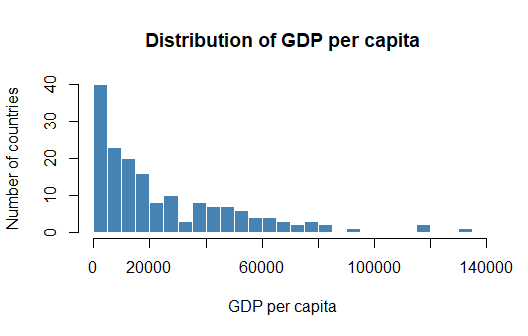 Distribution of GDP per capita
Number of countries
40
30
20
10
0
0 20000 60000 100000 140000
GDP per capita